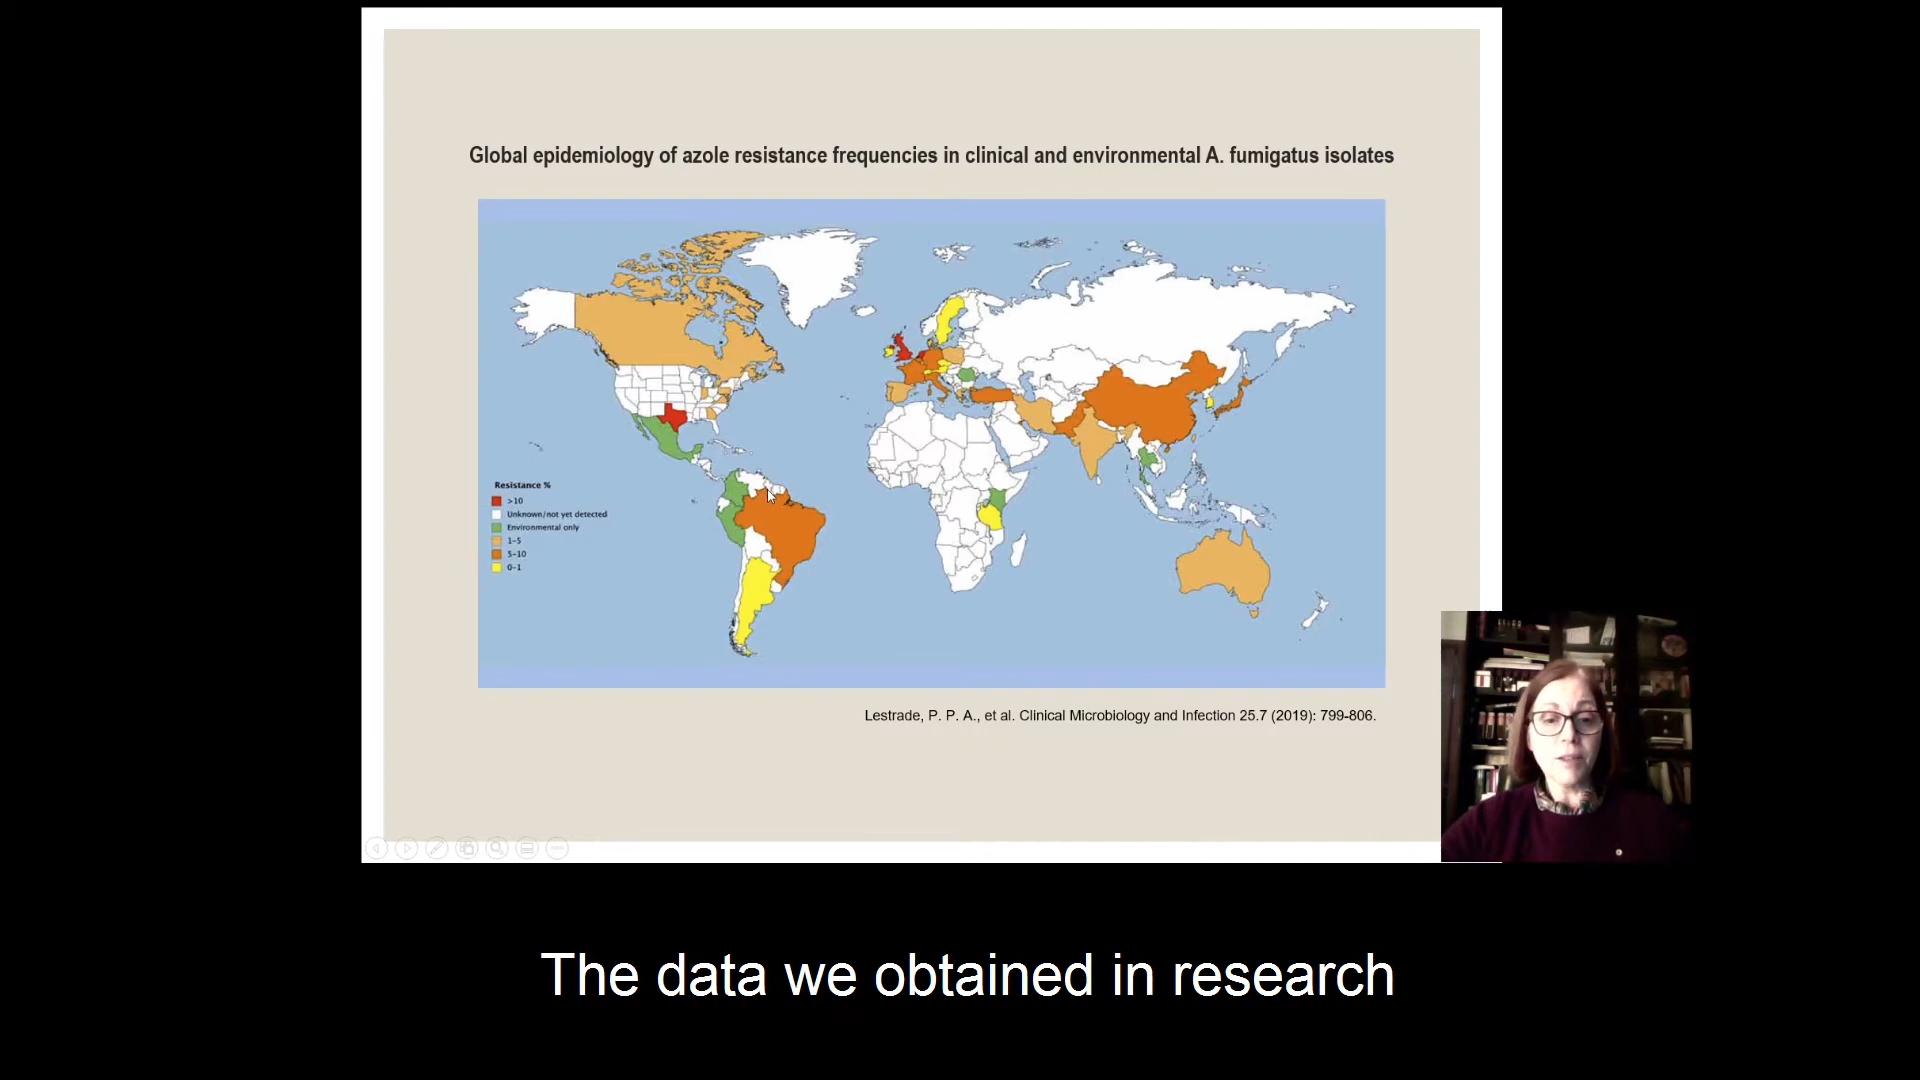 Global epidemiology of azole resistance frequencies in clinical and environmental A. fumigatus isolates
Resistance %
>10
Unknown/not yet detected
Environmental only
1-5
5-10
0-1
Lestrade, P. P. A., et al. Clinical Microbiology and Infection 25.7 (2019): 799-806.
The data we obtained in research